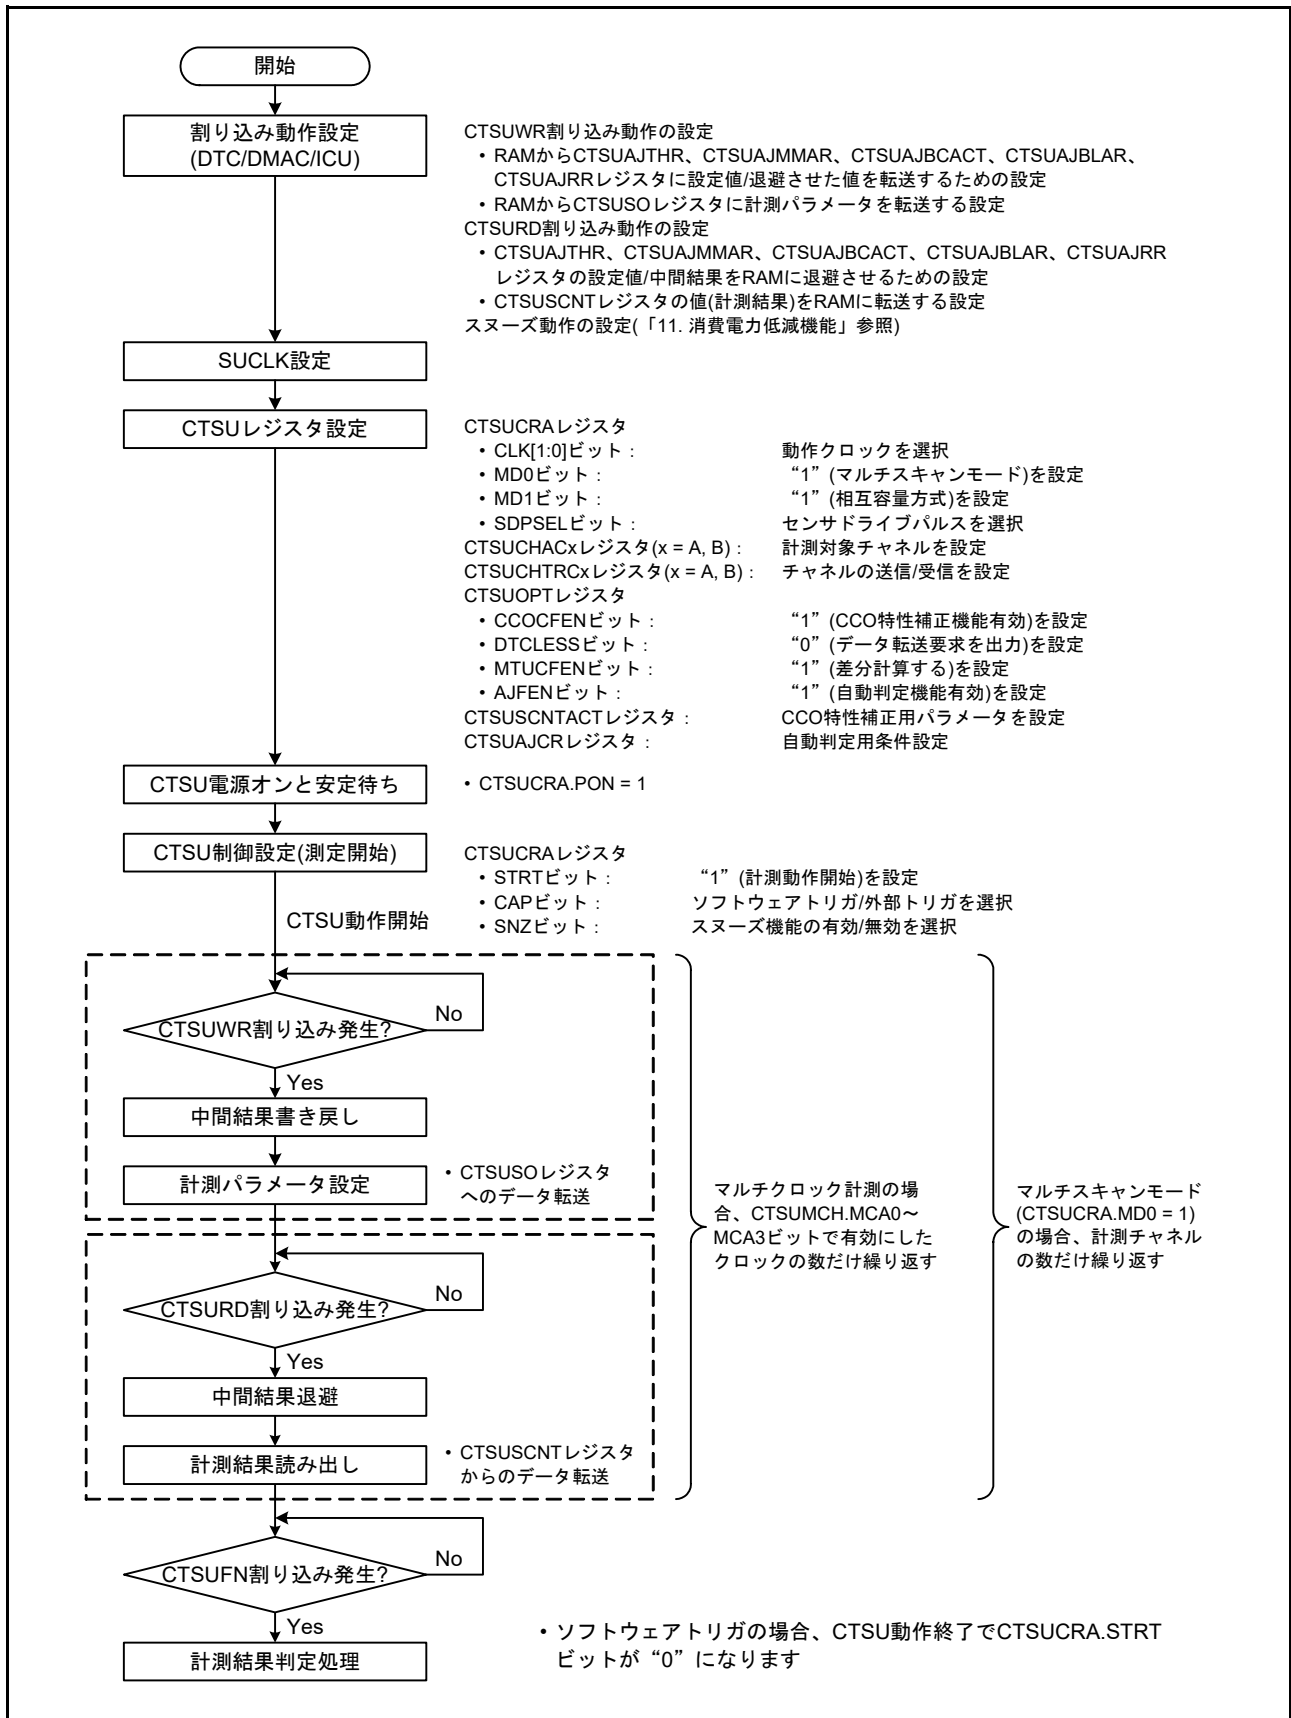 開始
割り込み動作設定
(DTC/DMAC/ICU)
CTSUWR割り込み動作の設定
• RAMからCTSUAJTHR、CTSUAJMMAR、CTSUAJBCACT、CTSUAJBLAR、
CTSUAJRRレジスタに設定値/退避させた値を転送するための設定
• RAMからCTSUSOレジスタに計測パラメータを転送する設定
CTSURD割り込み動作の設定
• CTSUAJTHR、CTSUAJMMAR、CTSUAJBCACT、CTSUAJBLAR、CTSUAJRR
レジスタの設定値/中間結果をRAMに退避させるための設定
• CTSUSCNTレジスタの値(計測結果)をRAMに転送する設定
スヌーズ動作の設定(「11. 消費電力低減機能」参照)
SUCLK設定
CTSUレジスタ設定
CTSUCRAレジスタ
• CLK[1:0]ビット： 動作クロックを選択
• MD0ビット： “1”(マルチスキャンモード)を設定
• MD1ビット： “1”(相互容量方式)を設定
• SDPSELビット： センサドライブパルスを選択
CTSUCHACxレジスタ(x = A, B)： 計測対象チャネルを設定
CTSUCHTRCxレジスタ(x = A, B)： チャネルの送信/受信を設定
CTSUOPTレジスタ
• CCOCFENビット： “1”(CCO特性補正機能有効)を設定
• DTCLESSビット： “0”(データ転送要求を出力)を設定
• MTUCFENビット： “1”(差分計算する)を設定
• AJFENビット： “1”(自動判定機能有効)を設定
CTSUSCNTACTレジスタ： CCO特性補正用パラメータを設定
CTSUAJCRレジスタ： 自動判定用条件設定
CTSU電源オンと安定待ち
• CTSUCRA.PON = 1
CTSU制御設定(測定開始)
CTSUCRAレジスタ
• STRTビット： “1”(計測動作開始)を設定
• CAPビット： ソフトウェアトリガ/外部トリガを選択
• SNZビット： スヌーズ機能の有効/無効を選択
CTSU動作開始
CTSUWR割り込み発生?
No
Yes
中間結果書き戻し
計測パラメータ設定
• CTSUSOレジスタ
へのデータ転送
CTSURD割り込み発生?
No
Yes
中間結果退避
計測結果読み出し
• CTSUSCNTレジスタ
からのデータ転送
マルチクロック計測の場
合、CTSUMCH.MCA0～
MCA3ビットで有効にした
クロックの数だけ繰り返す
マルチスキャンモード
(CTSUCRA.MD0 = 1)
の場合、計測チャネル
の数だけ繰り返す
CTSUFN割り込み発生?
No
Yes
計測結果判定処理
• ソフトウェアトリガの場合、CTSU動作終了でCTSUCRA.STRT
ビットが“0”になります